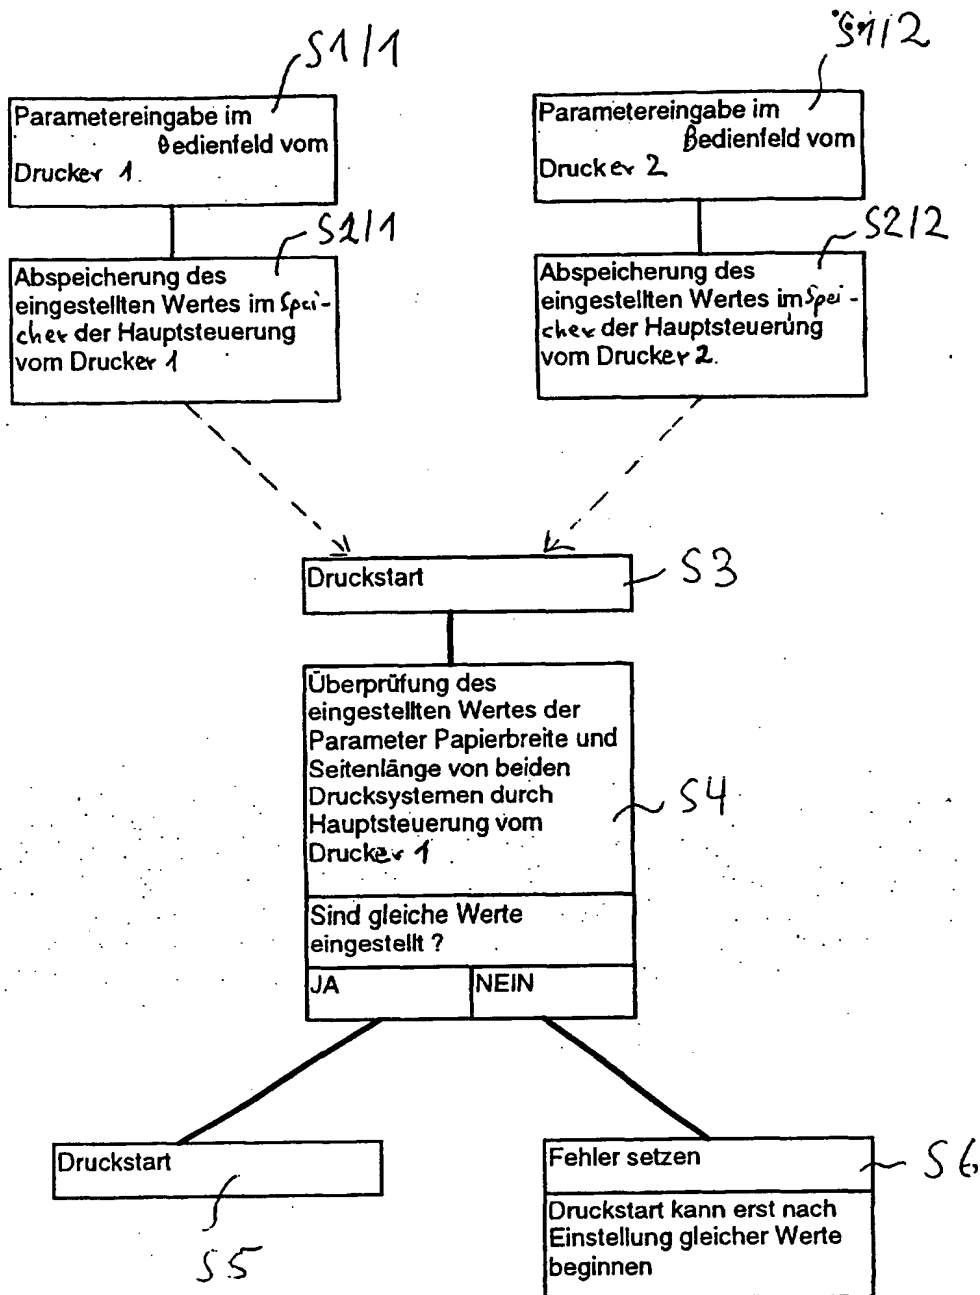 S1/1
Parametereingabe im
Bedienfeld vom
Drucker 1.
S1/2
Parametereingabe im
Bedienfeld vom
Drucker 2
S2/1
Abspeicherung des
eingestellten Wertes im Spei-
cher der Hauptsteuerung
vom Drucker 1
S2/2
Abspeicherung des
eingestellten Wertes im Spei-
cher der Hauptsteuerung
vom Drucker 2.
Druckstart
S3
Überprüfung des
eingestellten Wertes der
Parameter Papierbreite und
Seitenlänge von beiden
Drucksystemen durch
Hauptsteuerung vom
Drucker 1
S4
Sind gleiche Werte
eingestellt ?
JA
NEIN
Druckstart
S5
Fehler setzen
S6
Druckstart kann erst nach
Einstellung gleicher Werte
beginnen